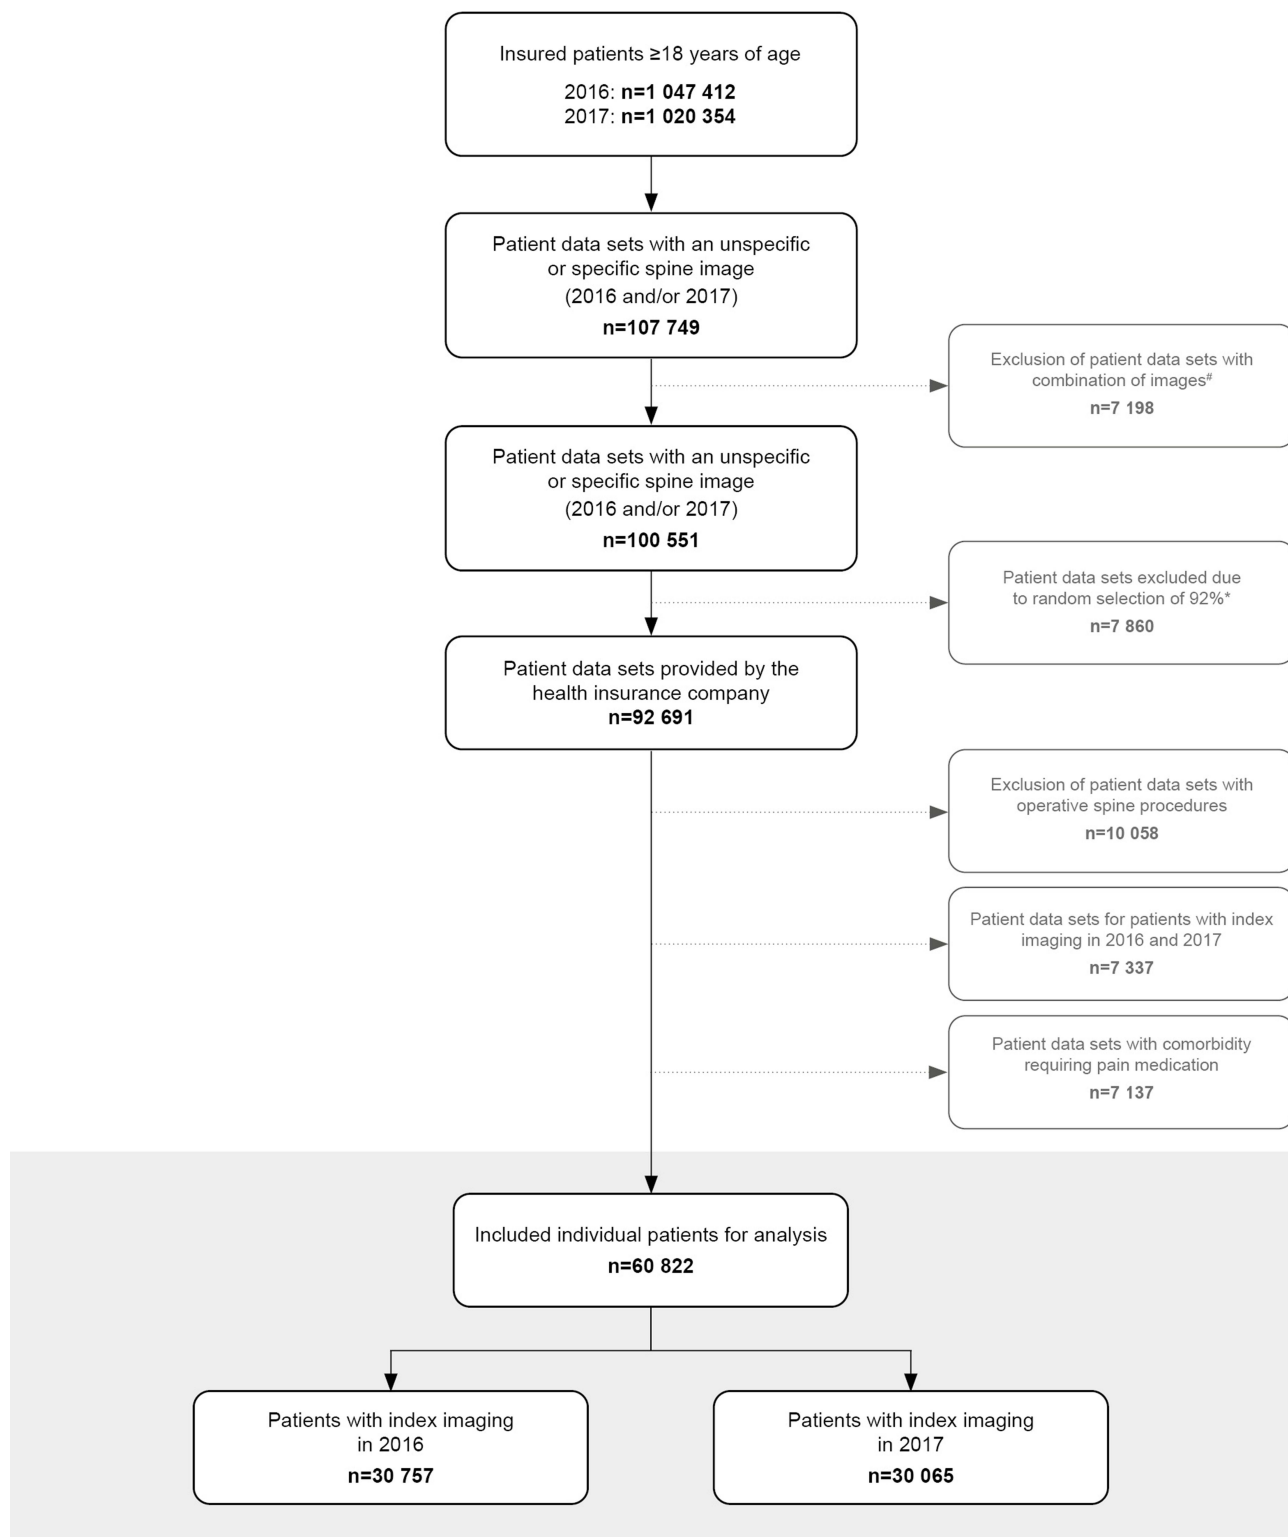 Insured patients ≥18 years of age
2016: n=1 047 412
2017: n=1 020 354
Patient data sets with an unspecific
or specific spine image
(2016 and/or 2017)
n=107 749
Exclusion of patient data sets with
combination of images#
n=7 198
Patient data sets with an unspecific
or specific spine image
(2016 and/or 2017)
n=100 551
Patient data sets excluded due
to random selection of 92%*
n=7 860
Patient data sets provided by the
health insurance company
n=92 691
Exclusion of patient data sets with
operative spine procedures
n=10 058
Patient data sets for patients with index
imaging in 2016 and 2017
n=7 337
Patient data sets with comorbidity
requiring pain medication
n=7 137
Included individual patients for analysis
n=60 822
Patients with index imaging
in 2016
n=30 757
Patients with index imaging
in 2017
n=30 065